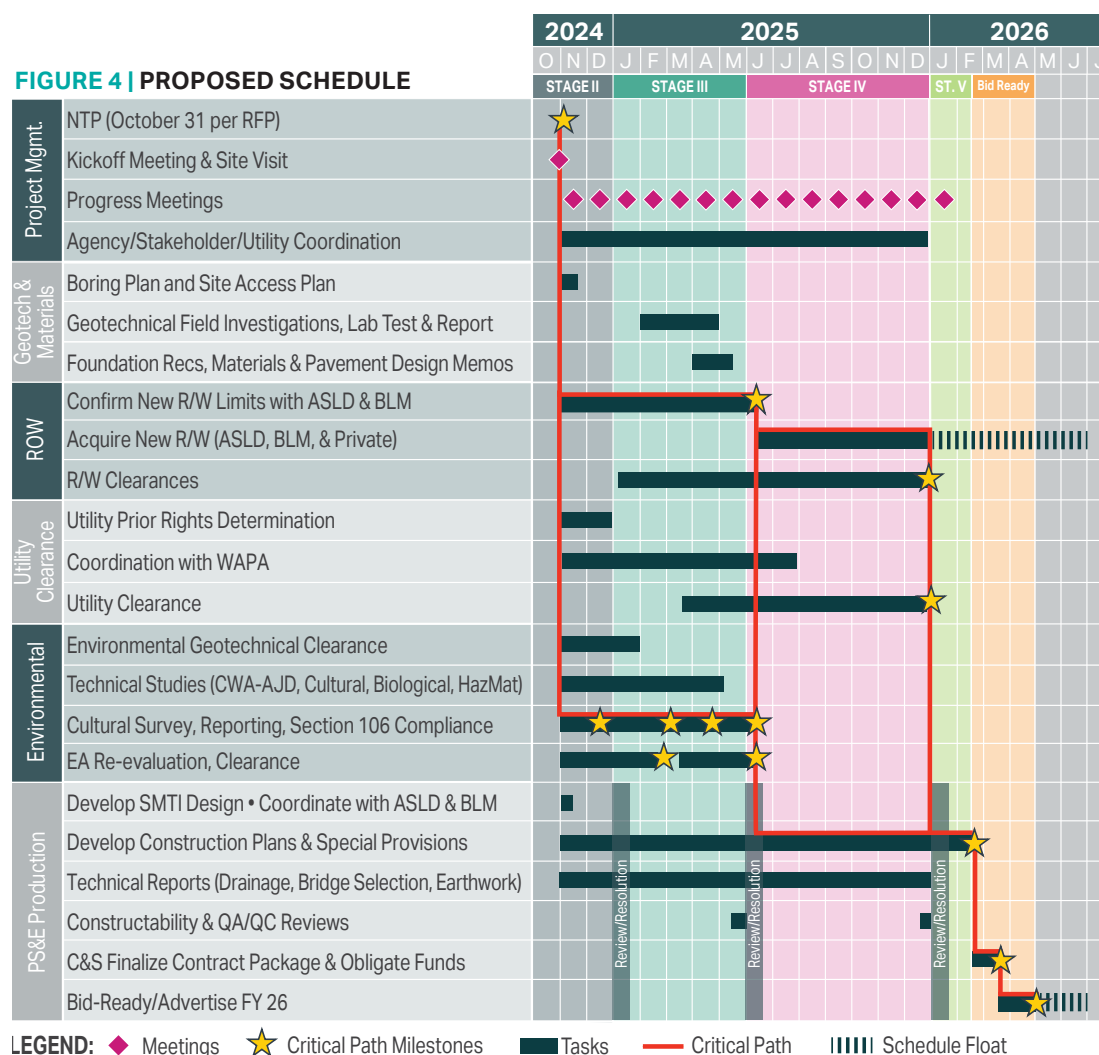 2024 2025 2026
O N D J F M A M J J A S O N D J F M A M J J
FIGURE 4 | PROPOSED SCHEDULE
STAGE II STAGE III STAGE IV ST. V Bid Ready
Project Mgmt.
NTP (October 31 per RFP)
Kickoff Meeting & Site Visit
Progress Meetings
Agency/Stakeholder/Utility Coordination
Geotech &
Materials
Boring Plan and Site Access Plan
Geotechnical Field Investigations, Lab Test & Report
Foundation Recs, Materials & Pavement Design Memos
ROW
Confirm New R/W Limits with ASLD & BLM
Acquire New R/W (ASLD, BLM, & Private)
R/W Clearances
Utility
Clearance
Utility Prior Rights Determination
Coordination with WAPA
Utility Clearance
Environmental
Environmental Geotechnical Clearance
Technical Studies (CWA-AJD, Cultural, Biological, HazMat)
Cultural Survey, Reporting, Section 106 Compliance
EA Re-evaluation, Clearance
PS&E Production
Develop SMTI Design • Coordinate with ASLD & BLM
Develop Construction Plans & Special Provisions
Technical Reports (Drainage, Bridge Selection, Earthwork)
Constructability & QA/QC Reviews
C&S Finalize Contract Package & Obligate Funds
Bid-Ready/Advertise FY 26
Review/Resolution
Review/Resolution
Review/Resolution
LEGEND: Meetings Critical Path Milestones Tasks Critical Path Schedule Float